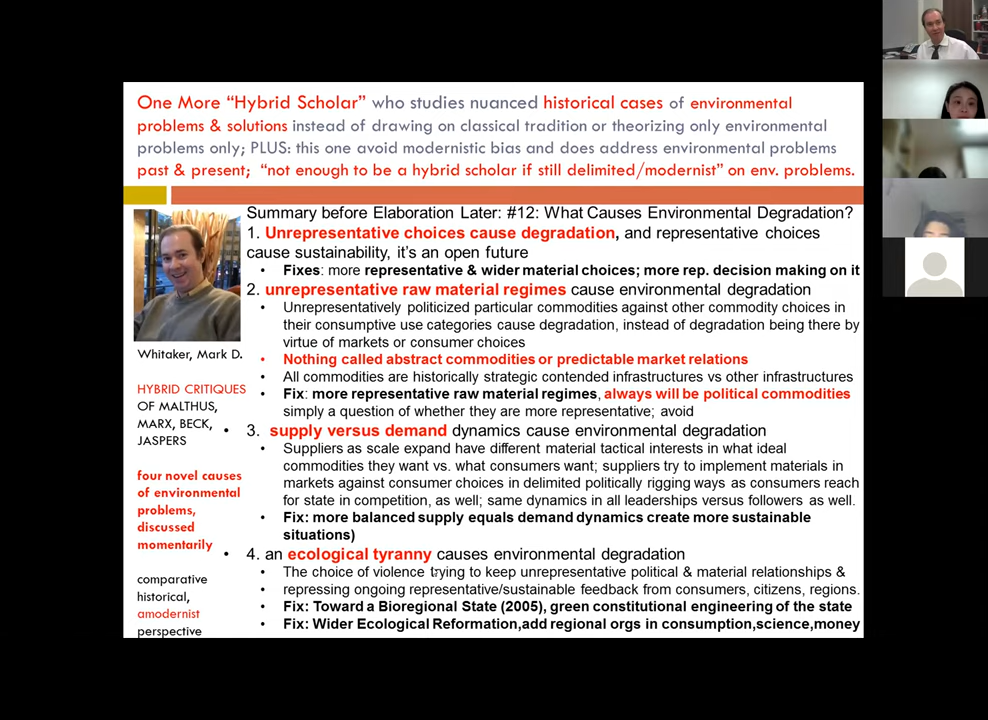 One More “Hybrid Scholar” who studies nuanced historical cases of environmental
problems & solutions instead of drawing on classical tradition or theorizing only environmental
problems only; PLUS: this one avoid modernistic bias and does address environmental problems
past & present; “not enough to be a hybrid scholar if still delimited/modernist” on env. problems.
Whitaker, Mark D.
HYBRID CRITIQUES
OF MALTHUS,
MARX, BECK,
JASPERS
four novel causes
of environmental
problems,
discussed
momentarily
comparative
historical,
amodernist
perspective
Summary before Elaboration Later: #12: What Causes Environmental Degradation?
1. Unrepresentative choices cause degradation, and representative choices
cause sustainability, it's an open future
• Fixes: more representative & wider material choices; more rep. decision making on it
2. unrepresentative raw material regimes cause environmental degradation
• Unrepresentatively politicized particular commodities against other commodity choices in
their consumptive use categories cause degradation, instead of degradation being there by
virtue of markets or consumer choices
• Nothing called abstract commodities or predictable market relations
• All commodities are historically strategic contended infrastructures vs other infrastructures
• Fix: more representative raw material regimes, always will be political commodities
simply a question of whether they are more representative; avoid
• 3. supply versus demand dynamics cause environmental degradation
• Suppliers as scale expand have different material tactical interests in what ideal
commodities they want vs. what consumers want; suppliers try to implement materials in
markets against consumer choices in delimited politically rigging ways as consumers reach
for state in competition, as well; same dynamics in all leaderships versus followers as well.
• Fix: more balanced supply equals demand dynamics create more sustainable
situations)
• 4. an ecological tyranny causes environmental degradation
• The choice of violence trying to keep unrepresentative political & material relationships &
• repressing ongoing representative/sustainable feedback from consumers, citizens, regions.
• Fix: Toward a Bioregional State (2005), green constitutional engineering of the state
• Fix: Wider Ecological Reformation,add regional orgs in consumption,science,money